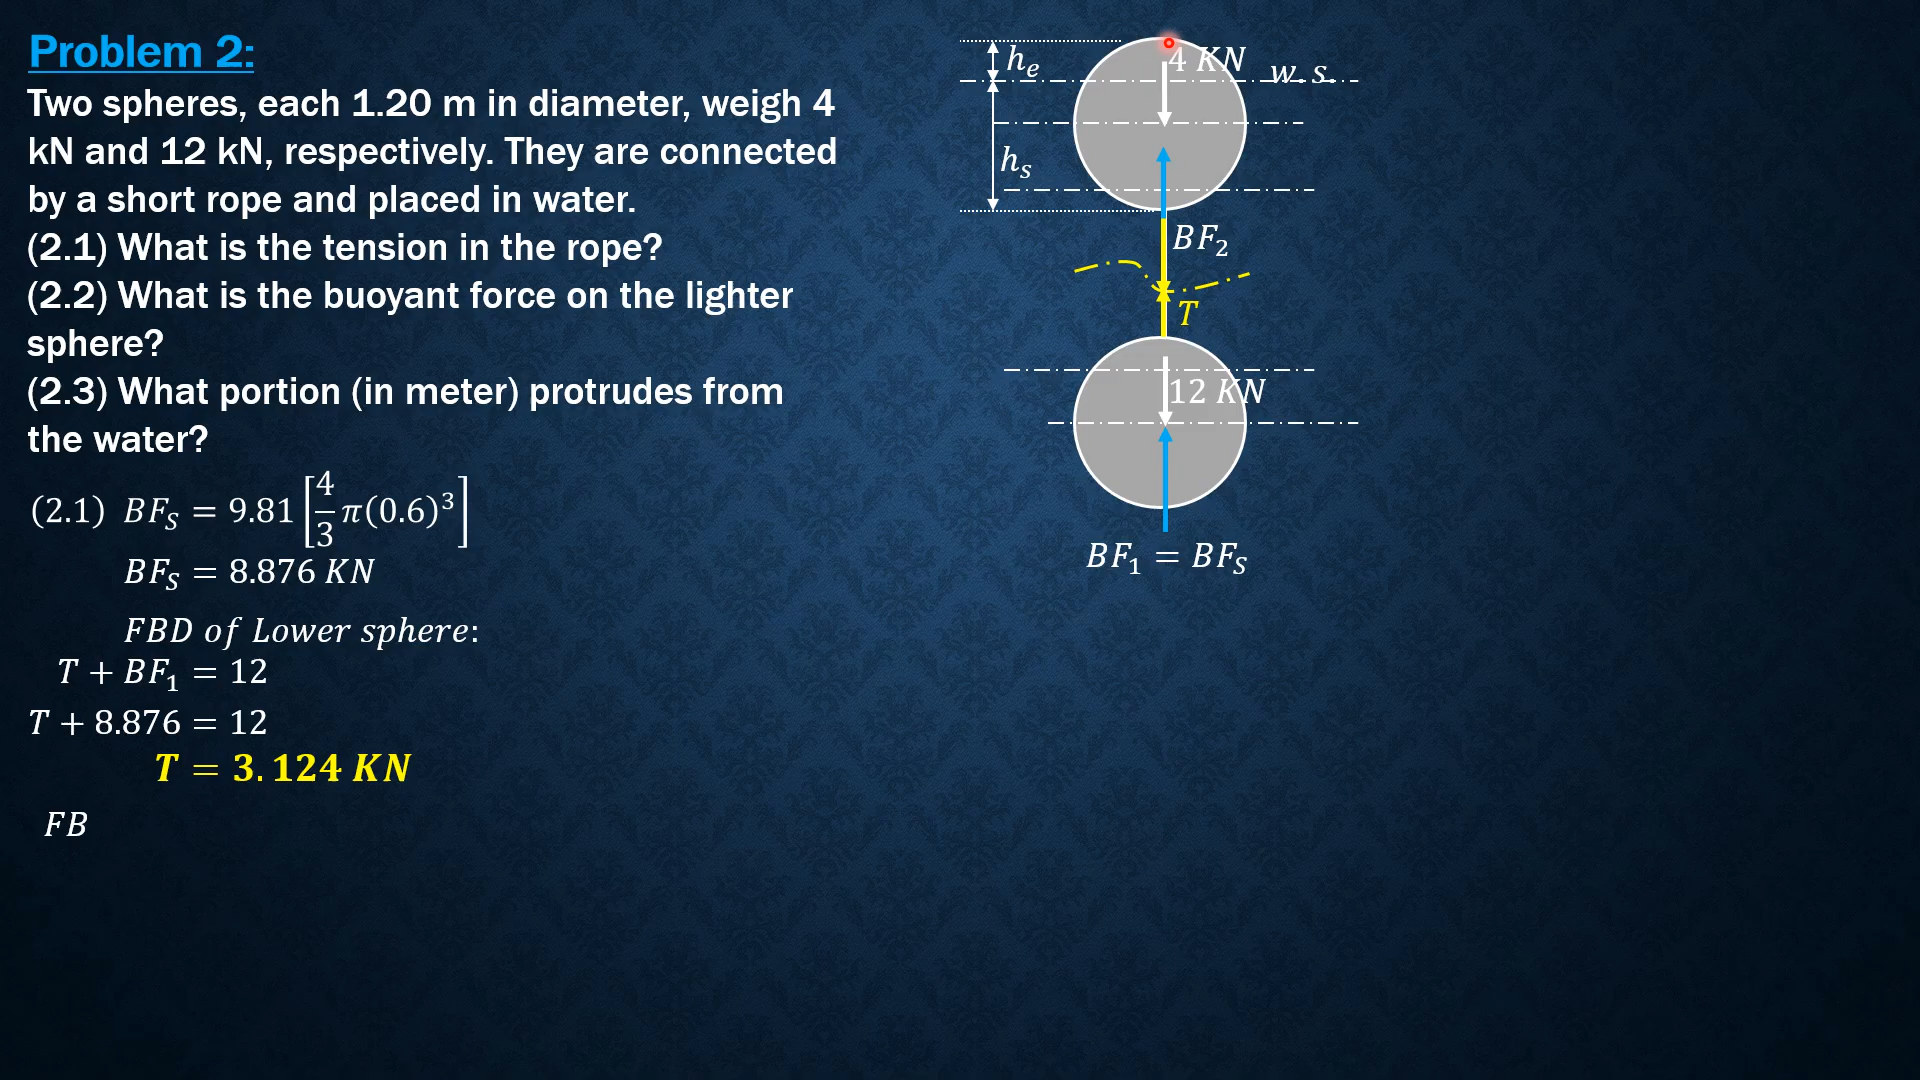 Problem 2:
Two spheres, each 1.20 m in diameter, weigh 4
kN and 12 kN, respectively. They are connected
by a short rope and placed in water.
(2.1) What is the tension in the rope?
(2.2) What is the buoyant force on the lighter
sphere?
(2.3) What portion (in meter) protrudes from
the water?
(2.1) BF_S = 9.81 [4/3 π(0.6)³]
BF_S = 8.876 KN
FBD of Lower sphere:
T + BF₁ = 12
T + 8.876 = 12
T = 3.124 KN
FB
h_e
4 KN
w.s.
h_s
BF₂
T
12 KN
BF₁ = BF_S